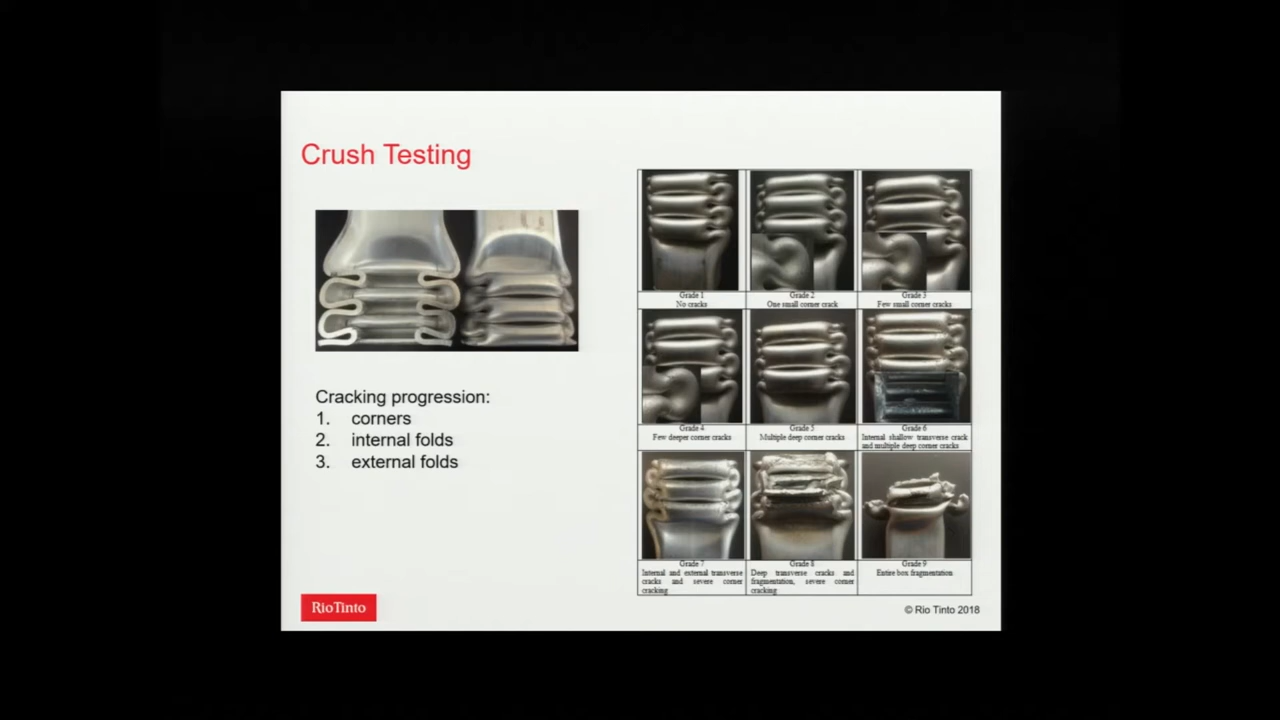 Crush Testing
Cracking progression:
1. corners
2. internal folds
3. external folds
Grade 1
No cracks
Grade 2
One small corner crack
Grade 3
Few small corner cracks
Grade 4
Few deeper corner cracks
Grade 5
Multiple deep corner cracks
Grade 6
Internal shallow transverse crack
and multiple deep corner cracks
Grade 7
Internal and external transverse
cracks and severe corner
cracking
Grade 8
Deep transverse cracks and
fragmentation, severe corner
cracking
Grade 9
Entire box fragmentation
RioTinto
© Rio Tinto 2018